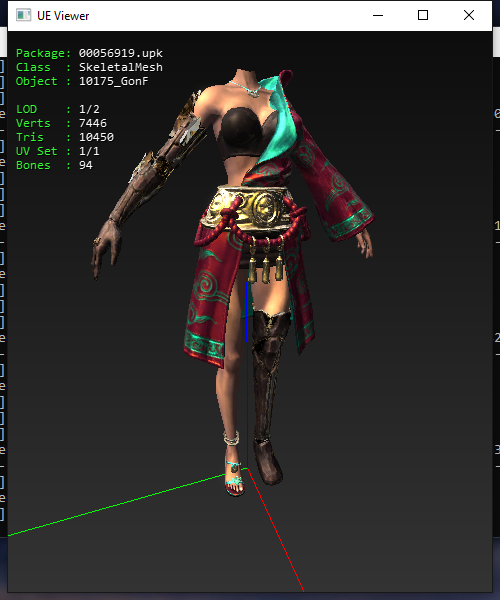 UE Viewer
Package: 00056919.upk
Class  : SkeletalMesh
Object : 10175_GonF
LOD    : 1/2
Verts  : 7446
Tris   : 10450
UV Set : 1/1
Bones  : 94